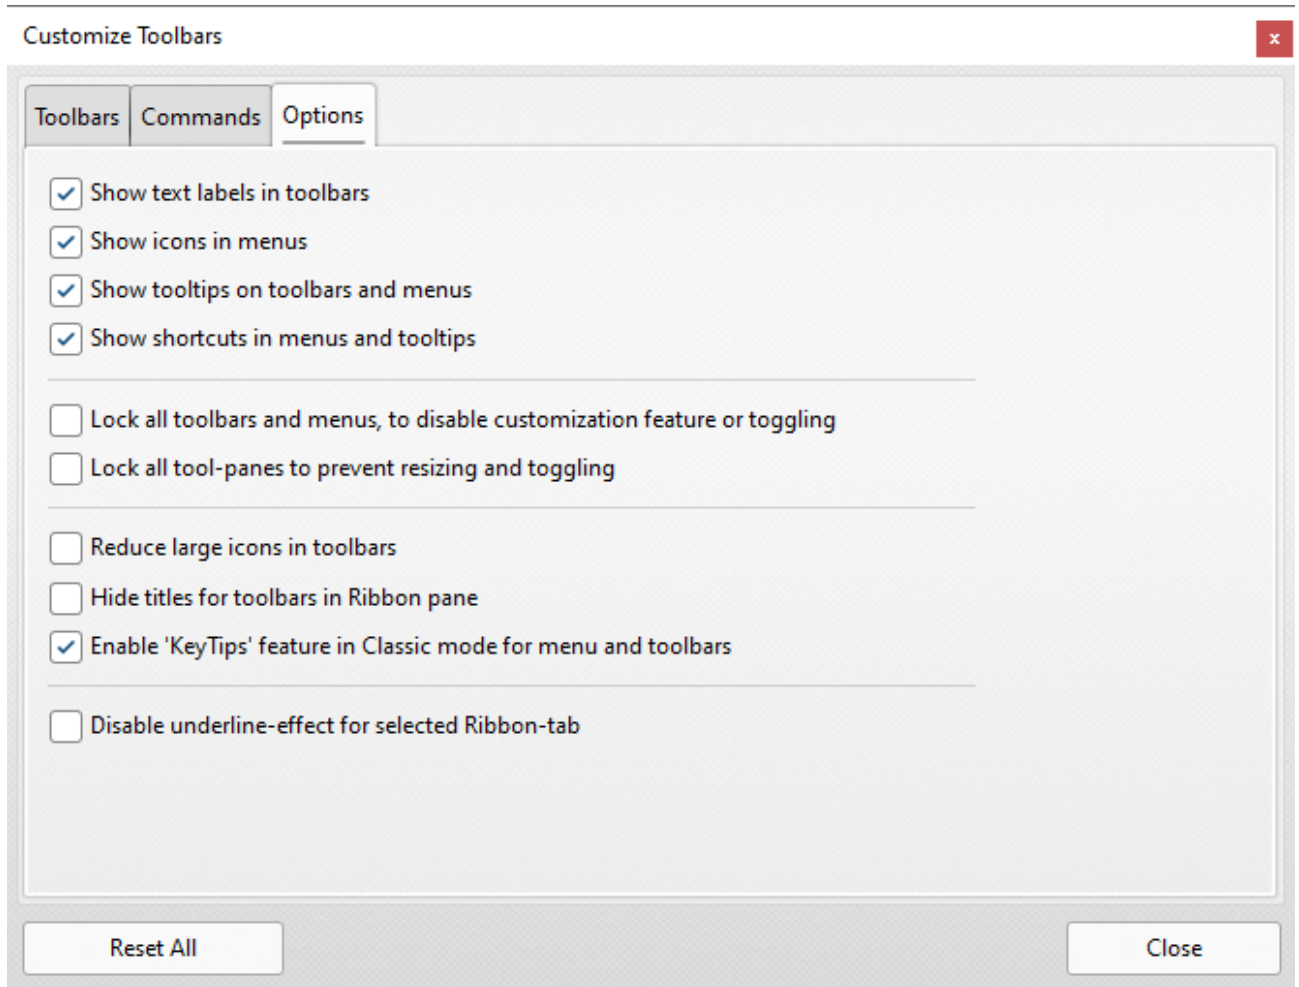 Customize Toolbars
x
Toolbars Commands Options
Show text labels in toolbars
Show icons in menus
Show tooltips on toolbars and menus
Show shortcuts in menus and tooltips
Lock all toolbars and menus, to disable customization feature or toggling
Lock all tool-panes to prevent resizing and toggling
Reduce large icons in toolbars
Hide titles for toolbars in Ribbon pane
Enable 'KeyTips' feature in Classic mode for menu and toolbars
Disable underline-effect for selected Ribbon-tab
Reset All Close